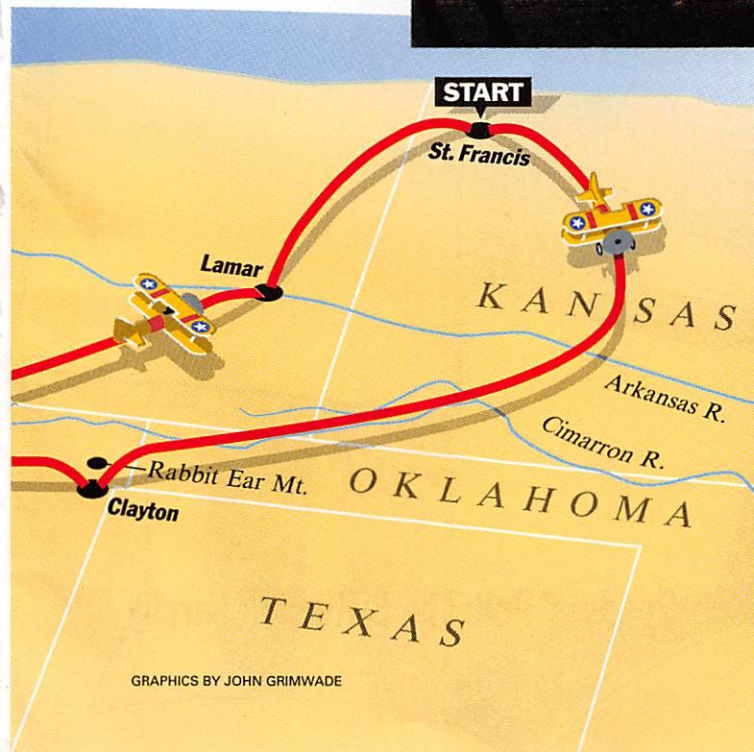 START
St. Francis
Lamar
KANSAS
Arkansas R.
Cimarron R.
Rabbit Ear Mt.
OKLAHOMA
Clayton
TEXAS
GRAPHICS BY JOHN GRIMWADE